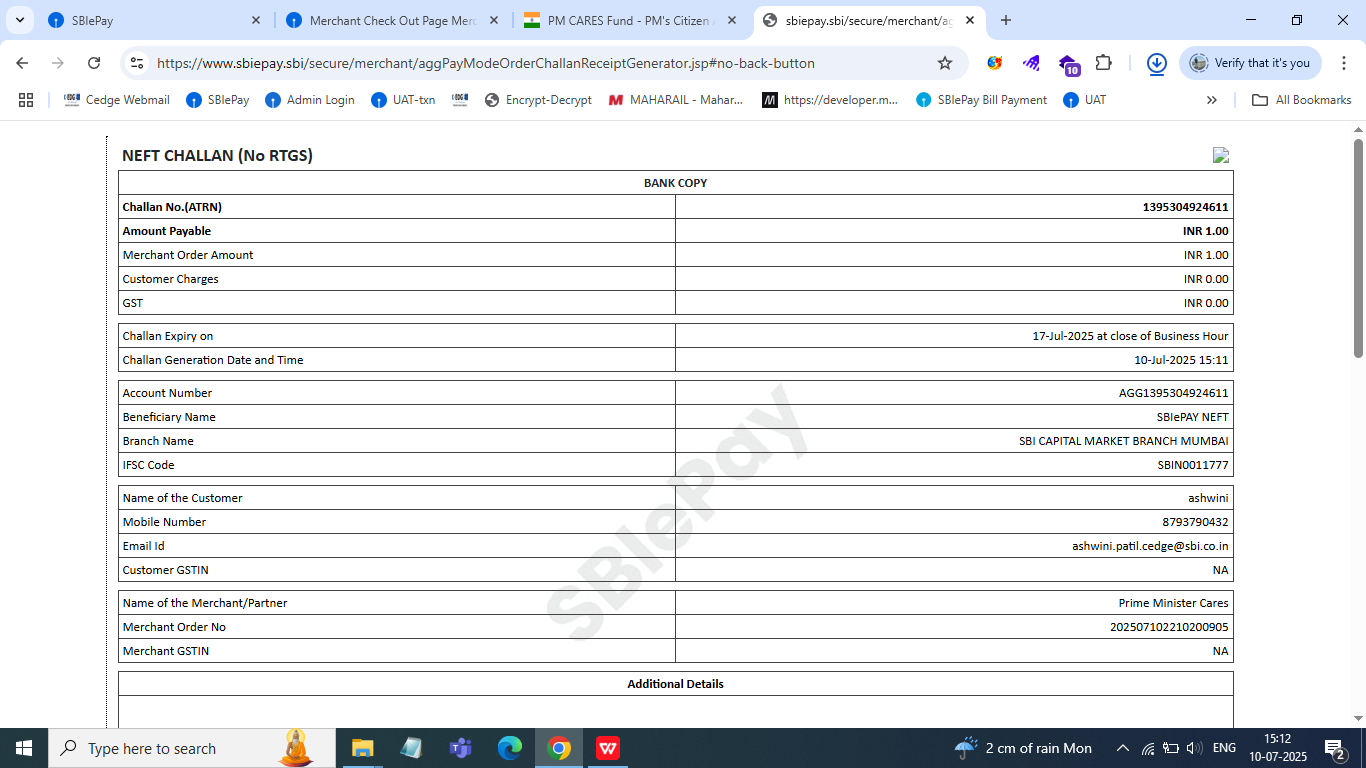 SBIePay
Merchant Check Out Page Merc
PM CARES Fund - PM's Citizen
sbiepay.sbi/secure/merchant/ag
https://www.sbiepay.sbi/secure/merchant/aggPayModeOrderChallanReceiptGenerator.jsp#no-back-button
10
Verify that it's you
Cedge Webmail
SBIePay
Admin Login
UAT-txn
Encrypt-Decrypt
MAHARAIL - Mahar...
https://developer.m...
SBIePay Bill Payment
UAT
All Bookmarks
NEFT CHALLAN (No RTGS)
BANK COPY
Challan No.(ATRN) 1395304924611
Amount Payable INR 1.00
Merchant Order Amount INR 1.00
Customer Charges INR 0.00
GST INR 0.00
Challan Expiry on 17-Jul-2025 at close of Business Hour
Challan Generation Date and Time 10-Jul-2025 15:11
Account Number AGG1395304924611
Beneficiary Name SBIePAY NEFT
Branch Name SBI CAPITAL MARKET BRANCH MUMBAI
IFSC Code SBIN0011777
Name of the Customer ashwini
Mobile Number 8793790432
Email Id ashwini.patil.cedge@sbi.co.in
Customer GSTIN NA
Name of the Merchant/Partner Prime Minister Cares
Merchant Order No 202507102210200905
Merchant GSTIN NA
Additional Details
SBIePay
Type here to search
2 cm of rain Mon
ENG
15:12
10-07-2025
2